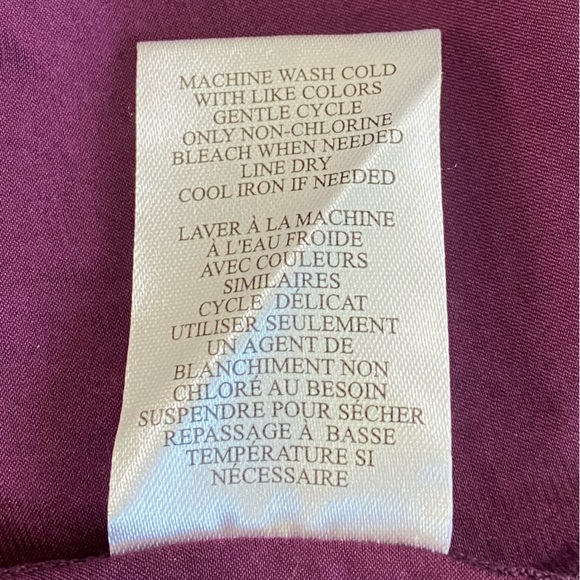 MACHINE WASH COLD
WITH LIKE COLORS
GENTLE CYCLE
ONLY NON-CHLORINE
BLEACH WHEN NEEDED
LINE DRY
COOL IRON IF NEEDED
LAVER À LA MACHINE
À L'EAU FROIDE
AVEC COULEURS
SIMILAIRES
CYCLE DÉLICAT
UTILISER SEULEMENT
UN AGENT DE
BLANCHIMENT NON
CHLORÉ AU BESOIN
SUSPENDRE POUR SÉCHER
REPASSAGE À BASSE
TEMPÉRATURE SI
NÉCESSAIRE